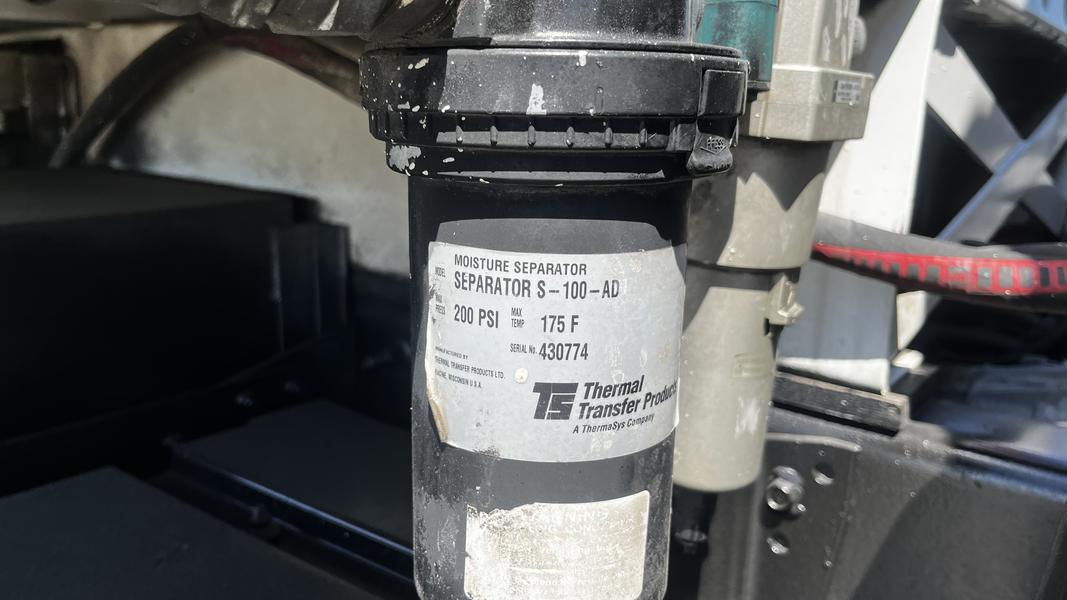 PRESS
MODEL
MOISTURE SEPARATOR
SEPARATOR S-100-AD
MAX PRESS
200 PSI
MAX TEMP
175 F
SERIAL No. 430774
MANUFACTURED BY
THERMAL TRANSFER PRODUCTS LTD.
RACINE, WISCONSIN U.S.A.
Thermal
Transfer Products
A ThermaSys Company